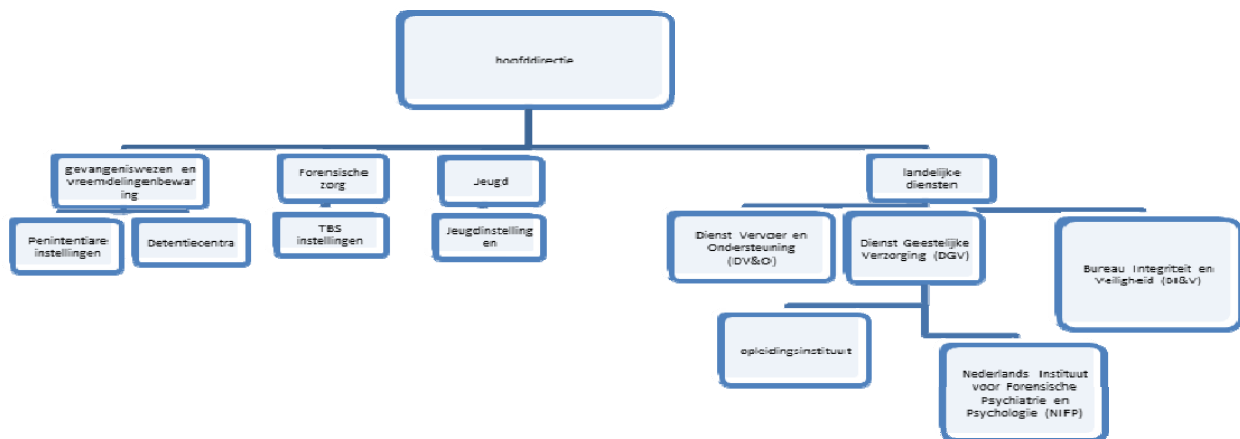 hoofddirectie
gevangeniswezen en
vreemdelingenbewar
ing
Forensische
zorg
Jeugd
landelijke
diensten
Penintentiare
instellingen
Detentiecentra
TBS
instellingen
Jeugdinstelling
en
Dienst Vervoer en
Ondersteuning
(DV&O)
Dienst Geestelijke
Verzorging (DGV)
Bureau Integriteit en
Veiligheid (BI&V)
opleidingsinstituut
Nederlands Instituut
voor Forensische
Psychiatrie en
Psychologie (NIFP)